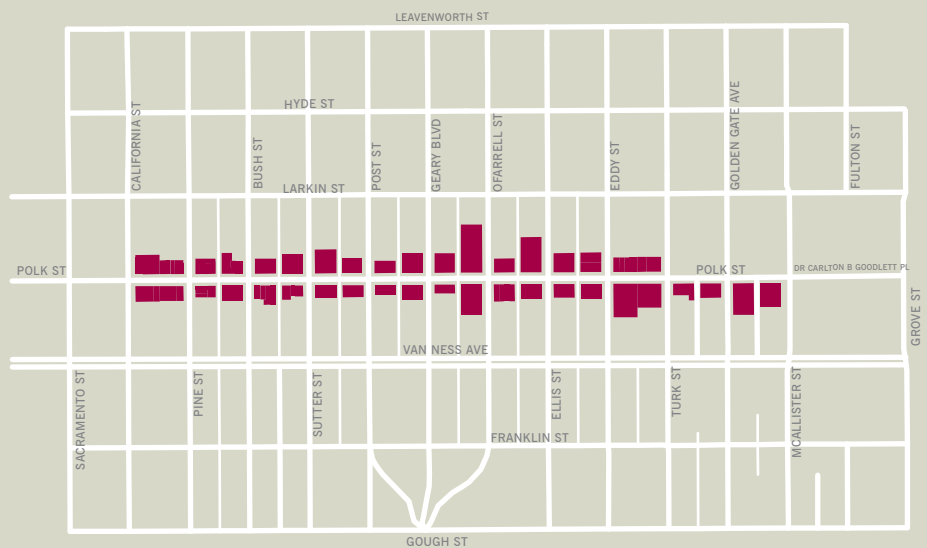 LEAVENWORTH ST
HYDE ST
CALIFORNIA ST
BUSH ST
POST ST
GEARY BLVD
OFARRELL ST
EDDY ST
GOLDEN GATE AVE
FULTON ST
LARKIN ST
POLK ST
POLK ST
DR CARLTON B GOODLETT PL
GROVE ST
VAN NESS AVE
SACRAMENTO ST
PINE ST
SUTTER ST
ELLIS ST
TURK ST
MCALLISTER ST
FRANKLIN ST
GOUGH ST